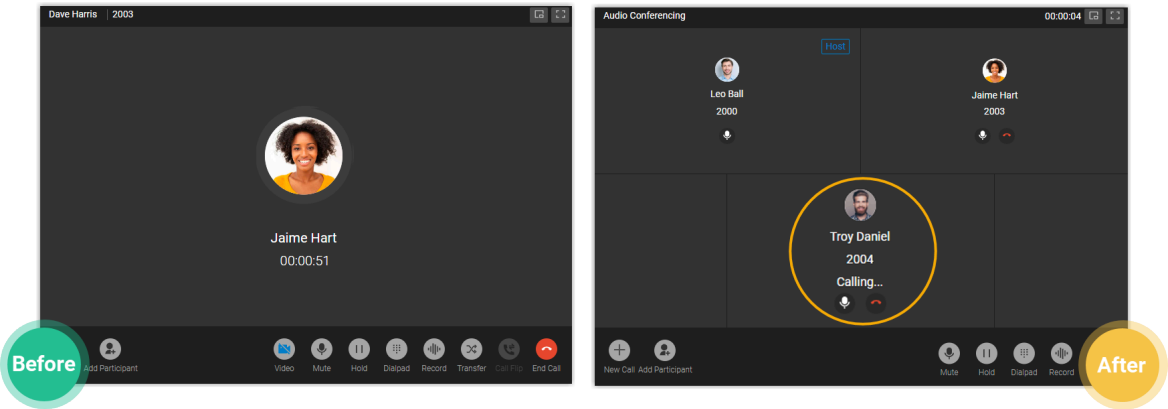 Dave Harris 2003
Jaime Hart
00:00:51
Before
Add Participant
Video Mute Hold Dialpad Record Transfer Call Flip End Call
Audio Conferencing 00:00:04
Host
Leo Ball
2000
Jaime Hart
2003
Troy Daniel
2004
Calling...
New Call Add Participant
Mute Hold Dialpad Record
After